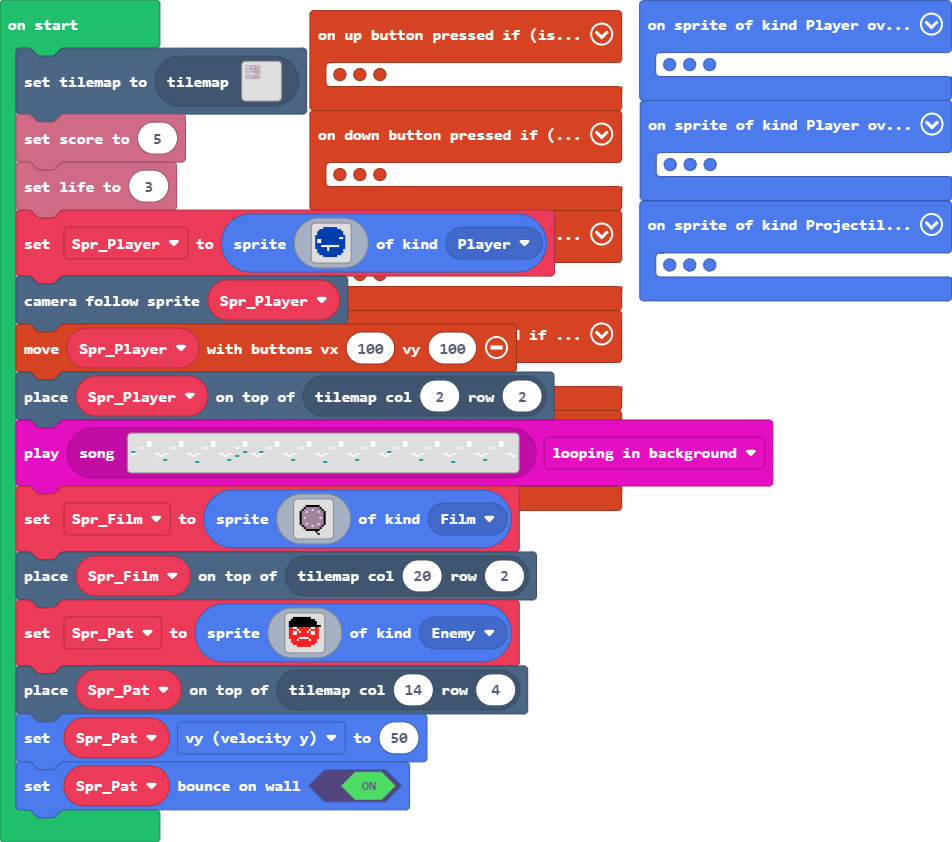 on start
set tilemap to tilemap
set score to 5
set life to 3
set Spr_Player to sprite of kind Player
camera follow sprite Spr_Player
move Spr_Player with buttons vx 100 vy 100
place Spr_Player on top of tilemap col 2 row 2
play song looping in background
set Spr_Film to sprite of kind Film
place Spr_Film on top of tilemap col 20 row 2
set Spr_Pat to sprite of kind Enemy
place Spr_Pat on top of tilemap col 14 row 4
set Spr_Pat vy (velocity y) to 50
set Spr_Pat bounce on wall ON
on up button pressed if (is...
on down button pressed if (...
...
if ...
on sprite of kind Player ov...
on sprite of kind Player ov...
on sprite of kind Projectil...